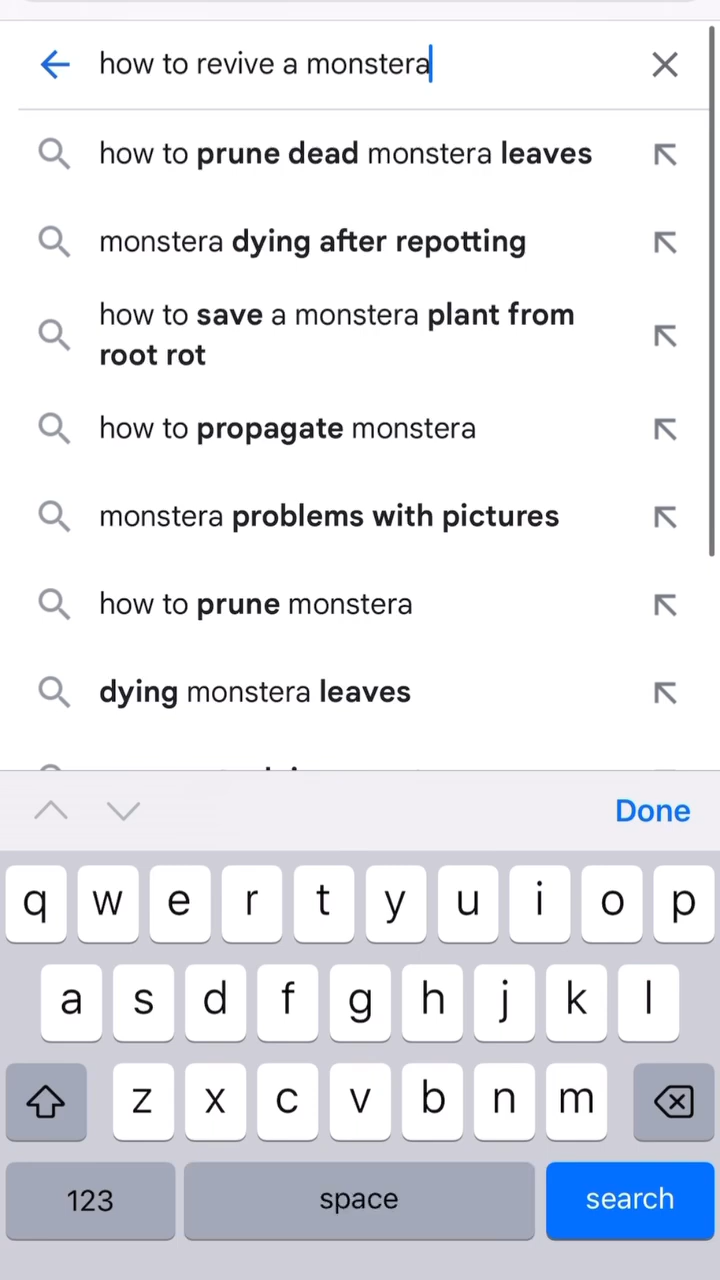 how to revive a monstera
how to prune dead monstera leaves
monstera dying after repotting
how to save a monstera plant from
root rot
how to propagate monstera
monstera problems with pictures
how to prune monstera
dying monstera leaves
Done
q w e r t y u i o p
a s d f g h j k l
z x c v b n m
123 space search